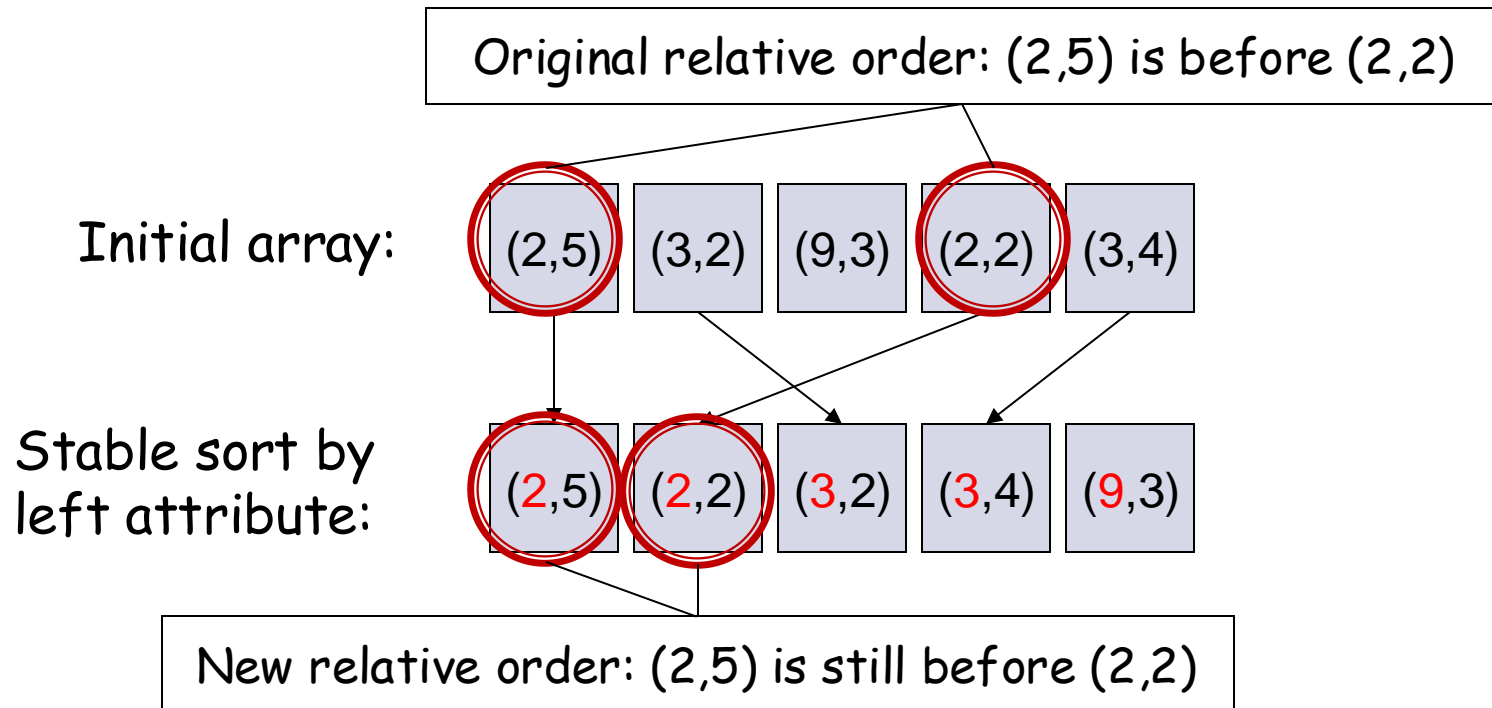 Original relative order: (2,5) is before (2,2)
Initial array: (2,5) (3,2) (9,3) (2,2) (3,4)
Stable sort by
left attribute: (2,5) (2,2) (3,2) (3,4) (9,3)
New relative order: (2,5) is still before (2,2)